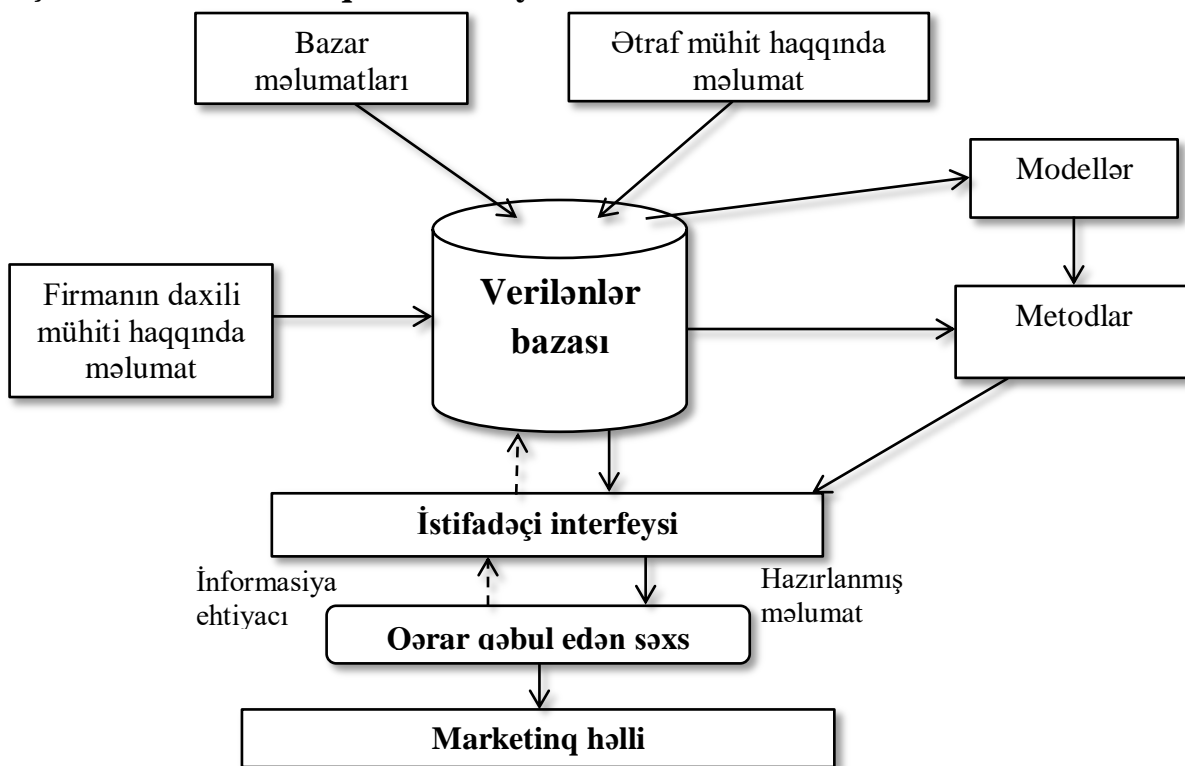 Bazar
məlumatları
Ətraf mühit haqqında
məlumat
Modellər
Verilənlər
bazası
Firmanın daxili
mühiti haqqında
məlumat
Metodlar
İstifadəçi interfeysi
İnformasiya
ehtiyacı
Hazırlanmış
məlumat
Qərar qəbul edən şəxs
Marketinq həlli